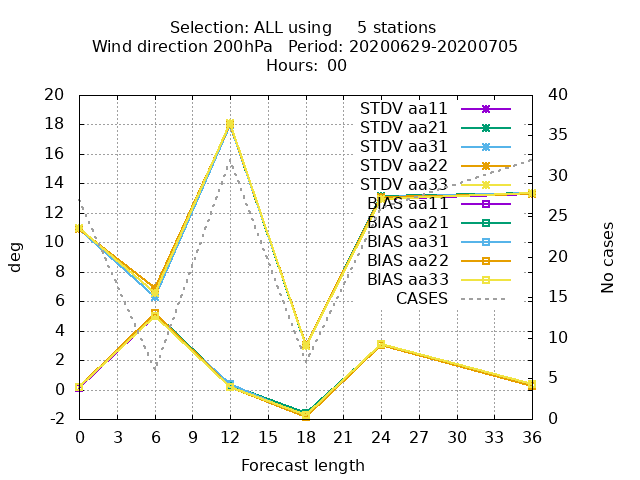 Selection: ALL using     5 stations
Wind direction 200hPa   Period: 20200629-20200705
Hours: 00
deg
20
18
16
14
12
10
8
6
4
2
0
-2
40
35
30
25
20
15
10
5
0
No cases
STDV aa11
STDV aa21
STDV aa31
STDV aa22
STDV aa33
BIAS aa11
BIAS aa21
BIAS aa31
BIAS aa22
BIAS aa33
CASES
0 3 6 9 12 15 18 21 24 27 30 33 36
Forecast length